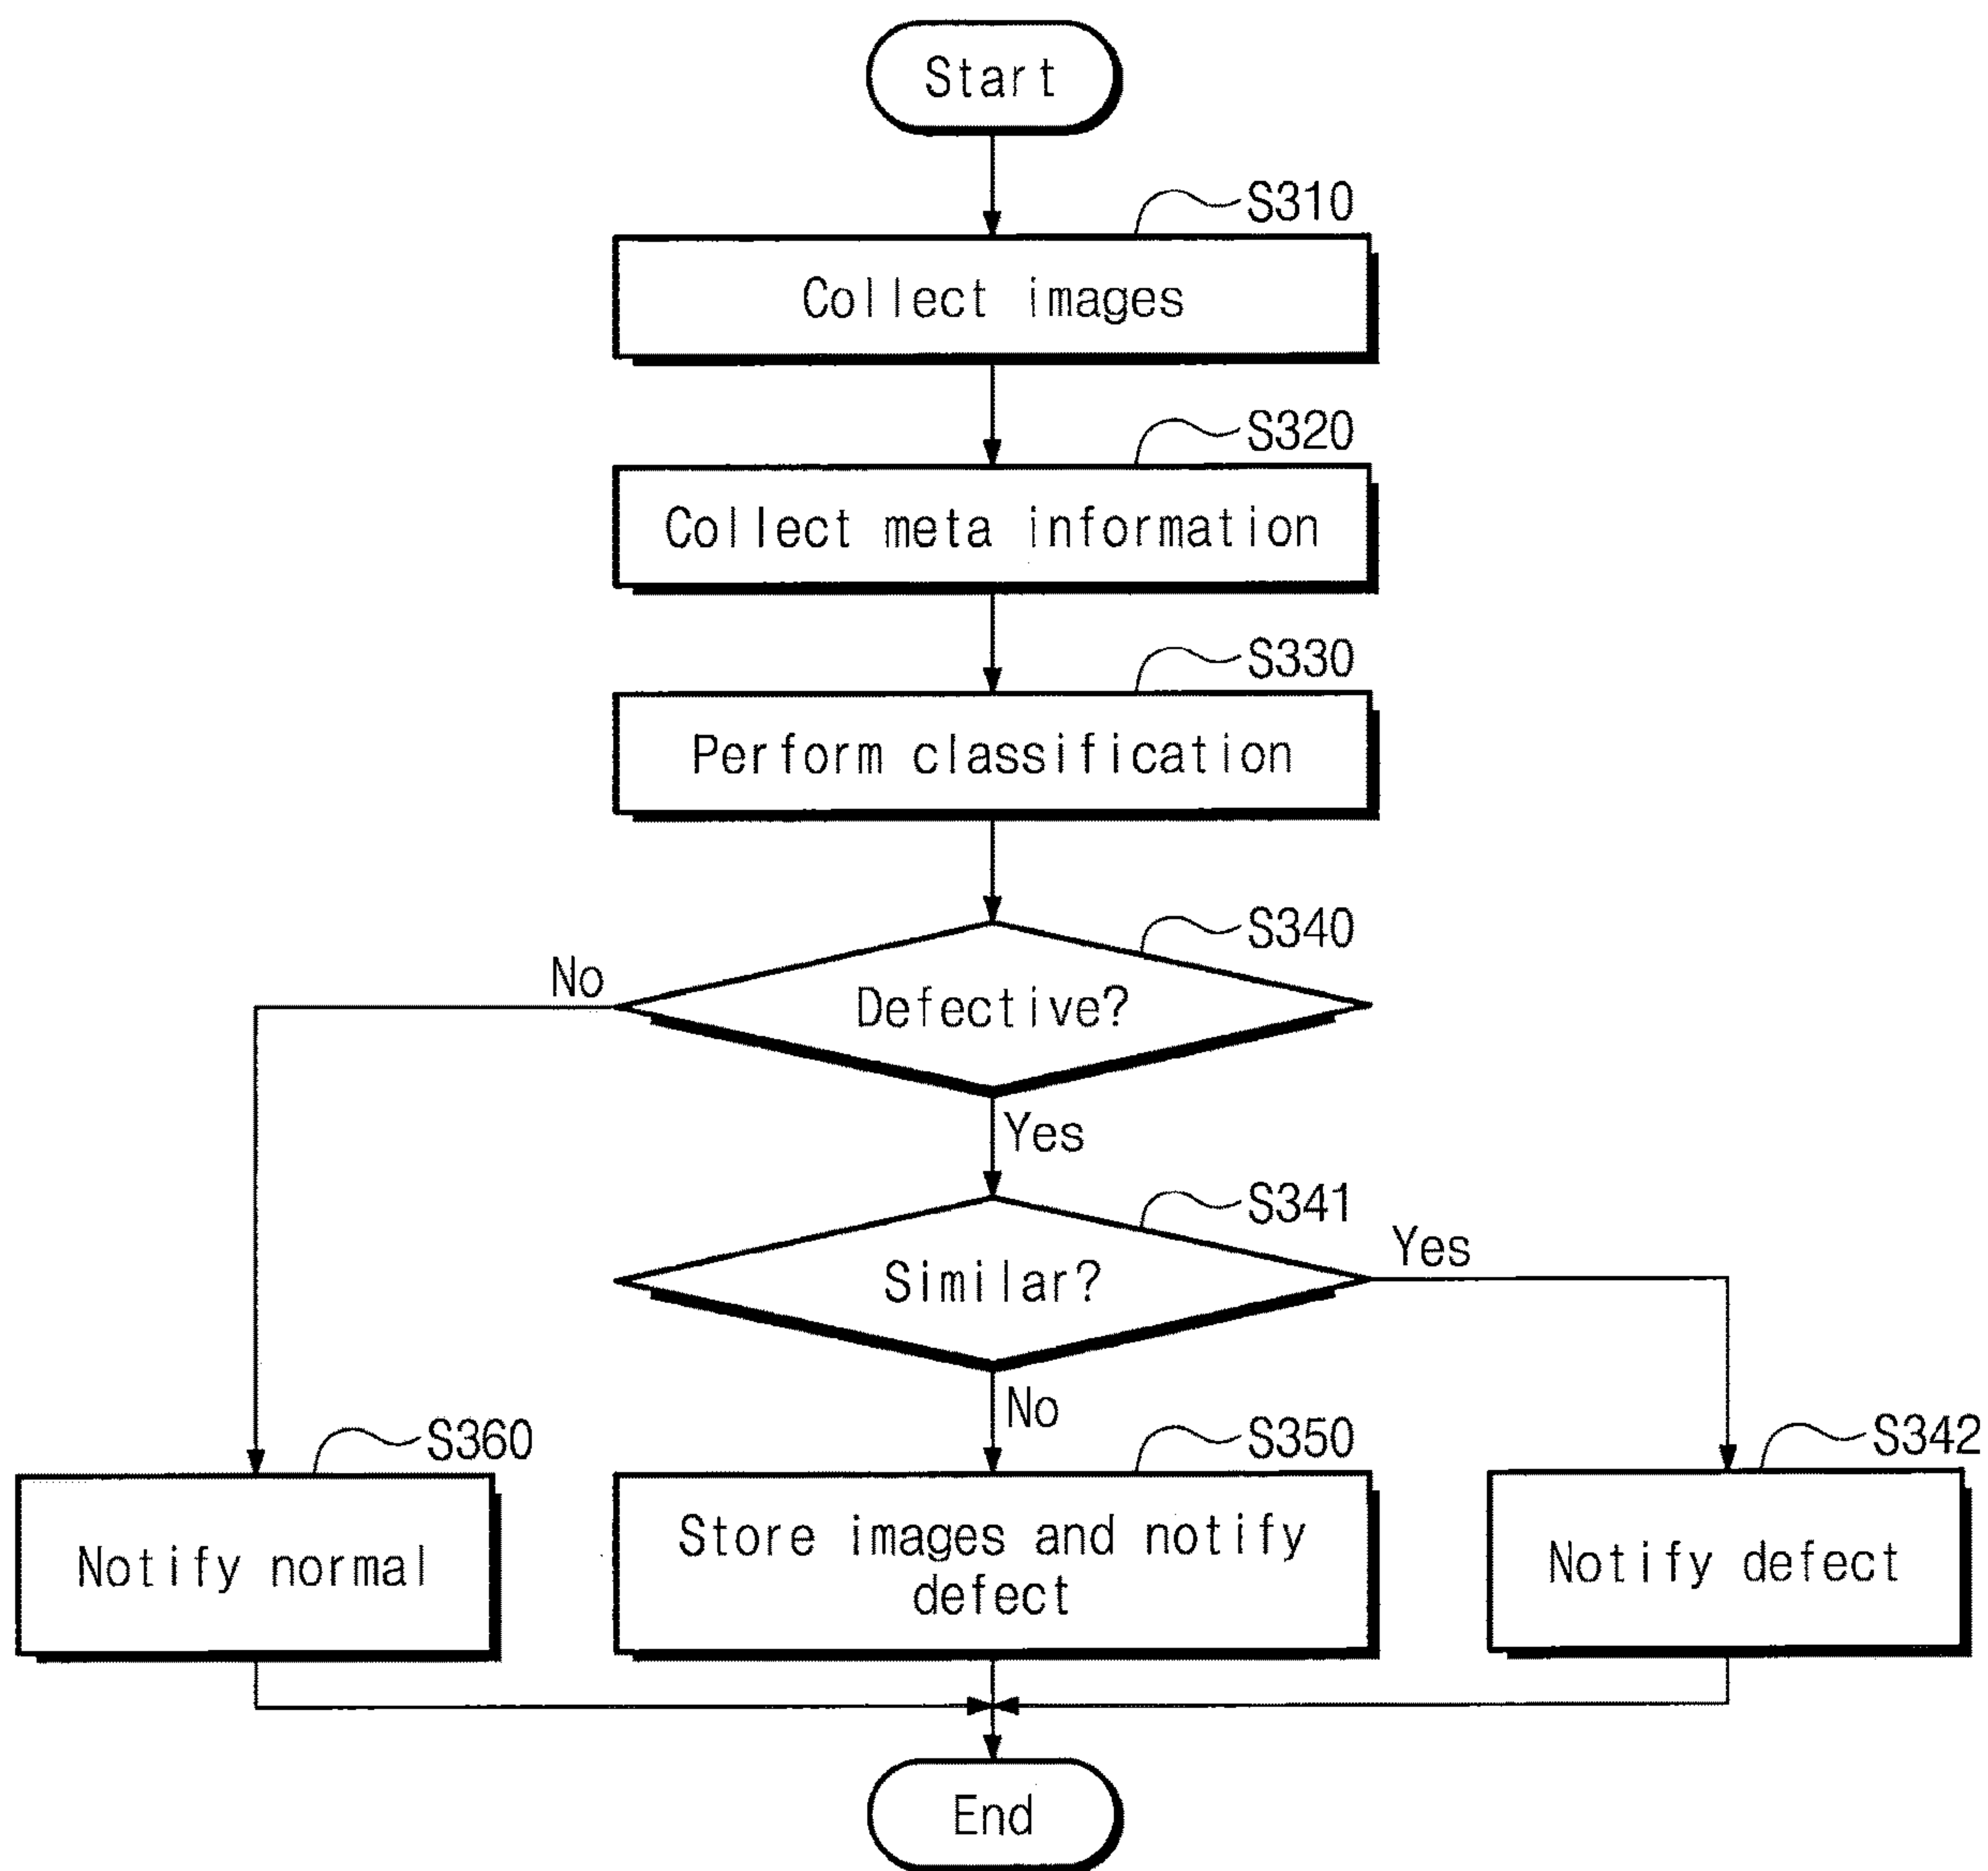 Start
S310
Collect images
S320
Collect meta information
S330
Perform classification
S340
No
Defective?
Yes
S341
Yes
Similar?
No
S360
S350
S342
Notify normal
Store images and notify
defect
Notify defect
End